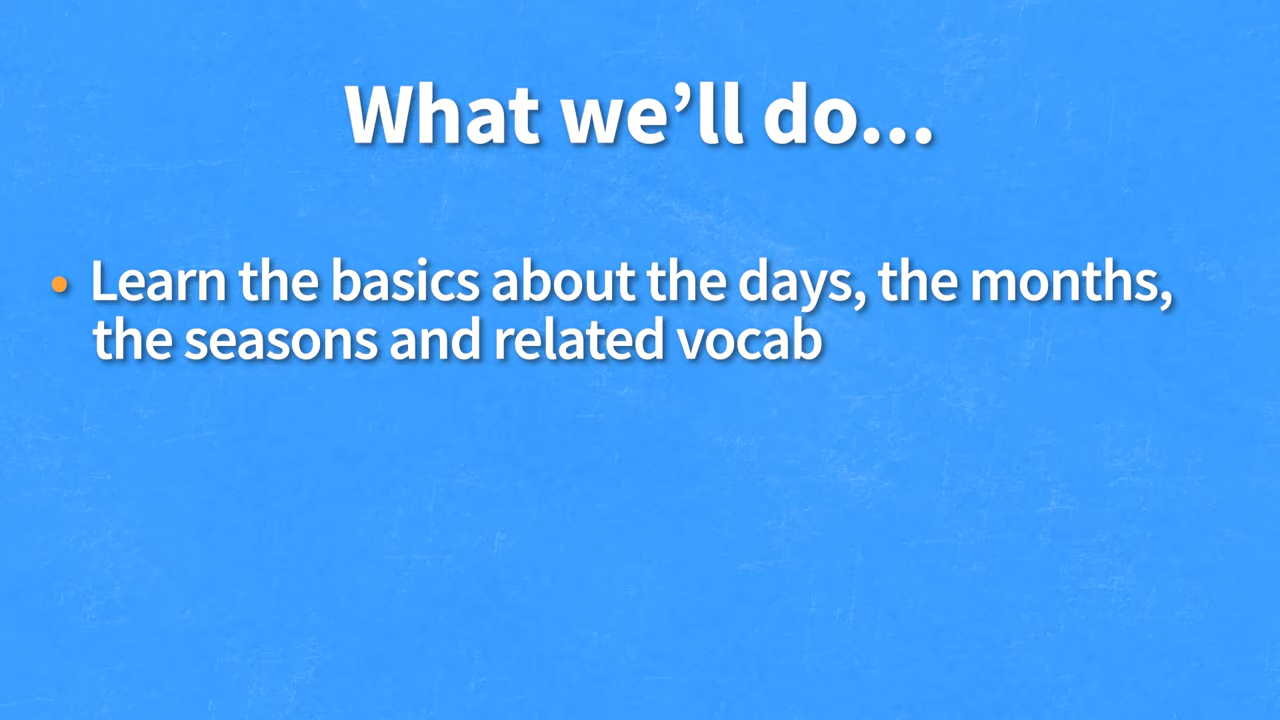 What we’ll do...
• Learn the basics about the days, the months,
the seasons and related vocab